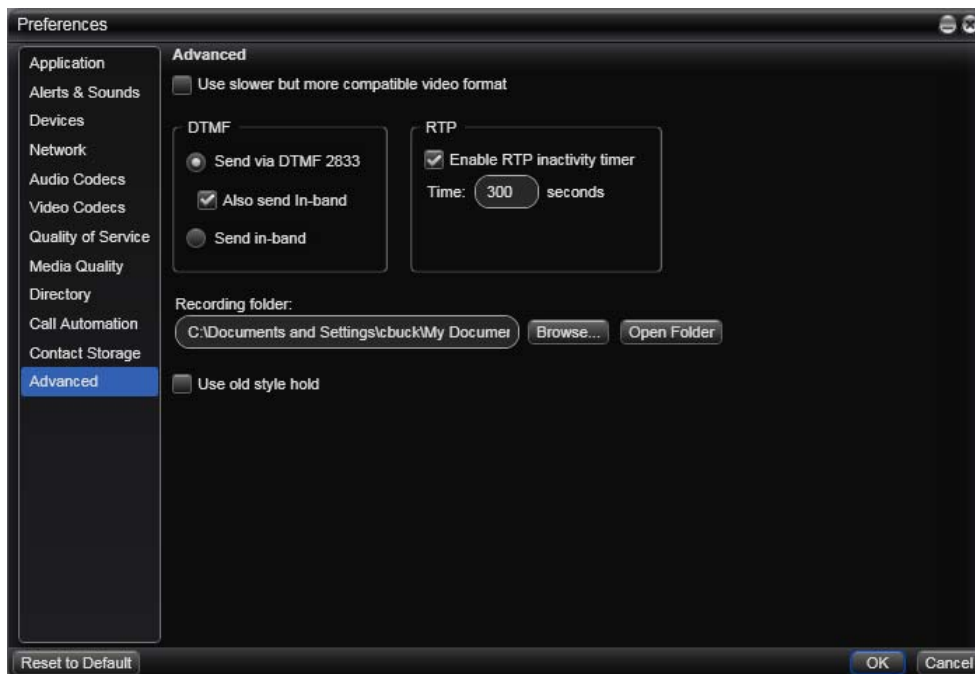 Preferences
Application
Alerts & Sounds
Devices
Network
Audio Codecs
Video Codecs
Quality of Service
Media Quality
Directory
Call Automation
Contact Storage
Advanced
Advanced
Use slower but more compatible video format
DTMF
Send via DTMF 2833
Also send In-band
Send in-band
RTP
Enable RTP inactivity timer
Time: 300 seconds
Recording folder:
C:\Documents and Settings\cbuck\My Documer Browse... Open Folder
Use old style hold
Reset to Default OK Cancel